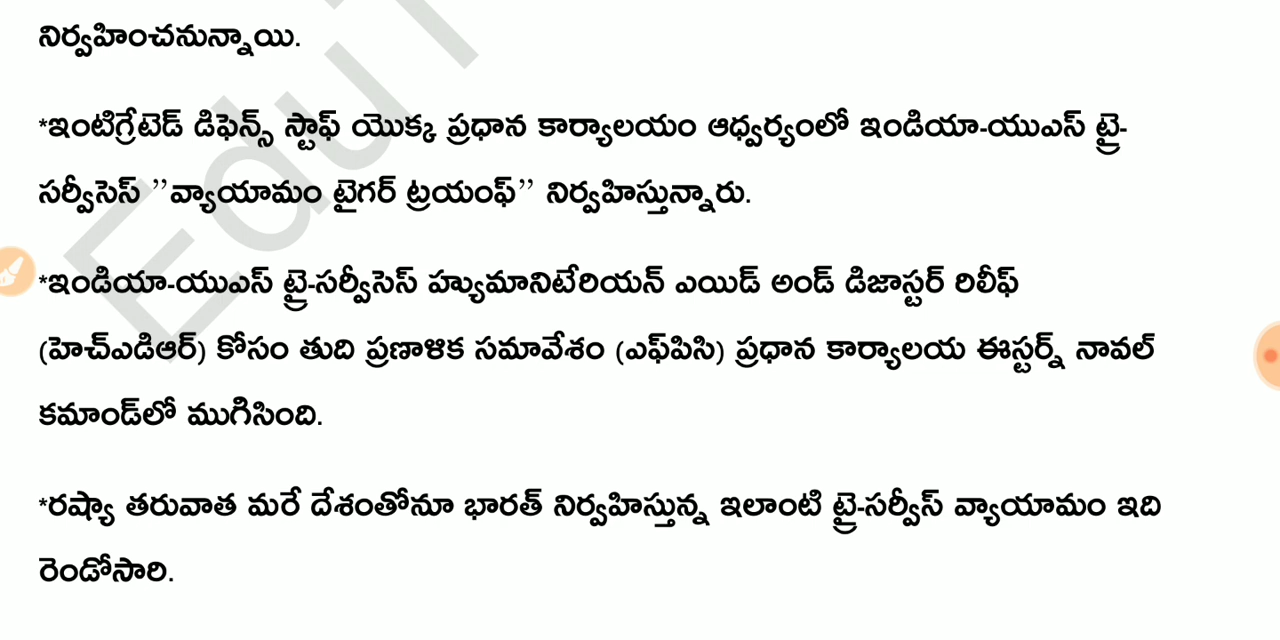 నిర్వహించనున్నాయి.
*ఇంటిగ్రేటెడ్ డిఫెన్స్ స్టాఫ్ యొక్క ప్రధాన కార్యాలయం ఆధ్వర్యంలో ఇండియా-యుఎస్ ట్రై-
సర్వీసెస్ ”వ్యాయామం టైగర్ ట్రయంఫ్” నిర్వహిస్తున్నారు.
*ఇండియా-యుఎస్ ట్రై-సర్వీసెస్ హ్యుమానిటేరియన్ ఎయిడ్ అండ్ డిజాస్టర్ రిలీఫ్
(హెచ్ఎడిఆర్) కోసం తుది ప్రణాళిక సమావేశం (ఎఫ్‌పిసి) ప్రధాన కార్యాలయ ఈస్టర్న్ నావల్
కమాండ్‌లో ముగిసింది.
*రష్యా తరువాత మరే దేశంతోనూ భారత్ నిర్వహిస్తున్న ఇలాంటి ట్రై-సర్వీస్ వ్యాయామం ఇది
రెండోసారి.